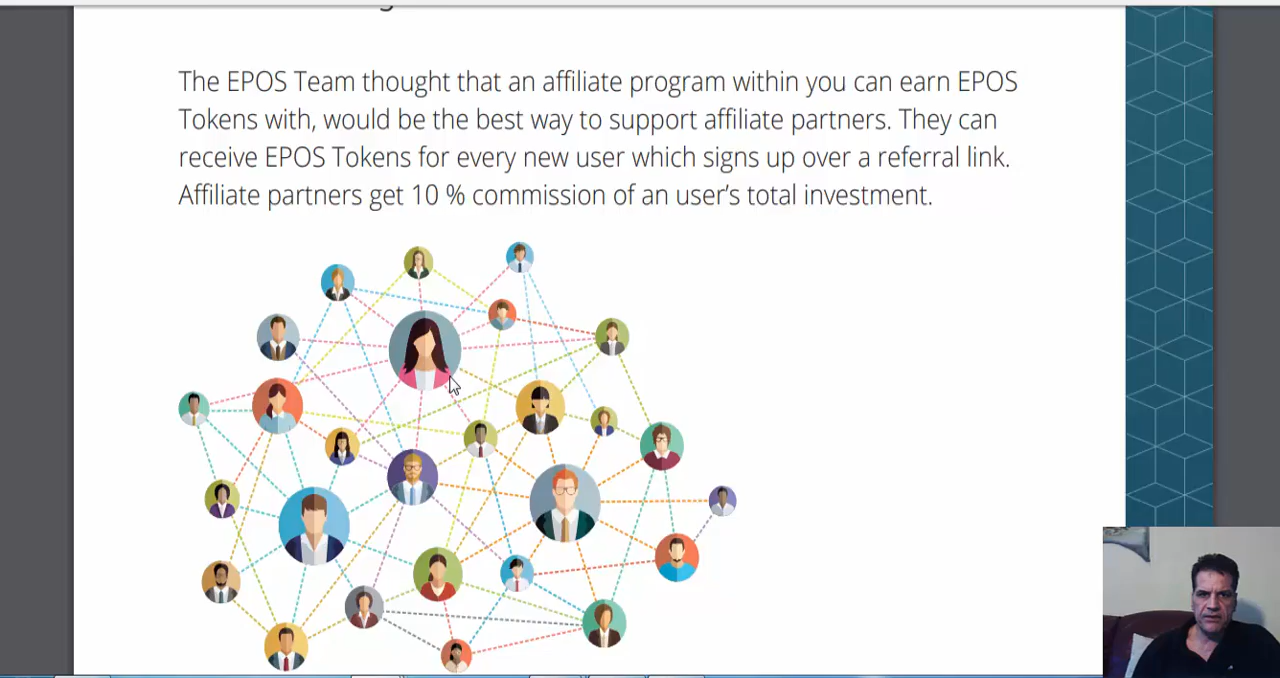 The EPOS Team thought that an affiliate program within you can earn EPOS
Tokens with, would be the best way to support affiliate partners. They can
receive EPOS Tokens for every new user which signs up over a referral link.
Affiliate partners get 10 % commission of an user's total investment.